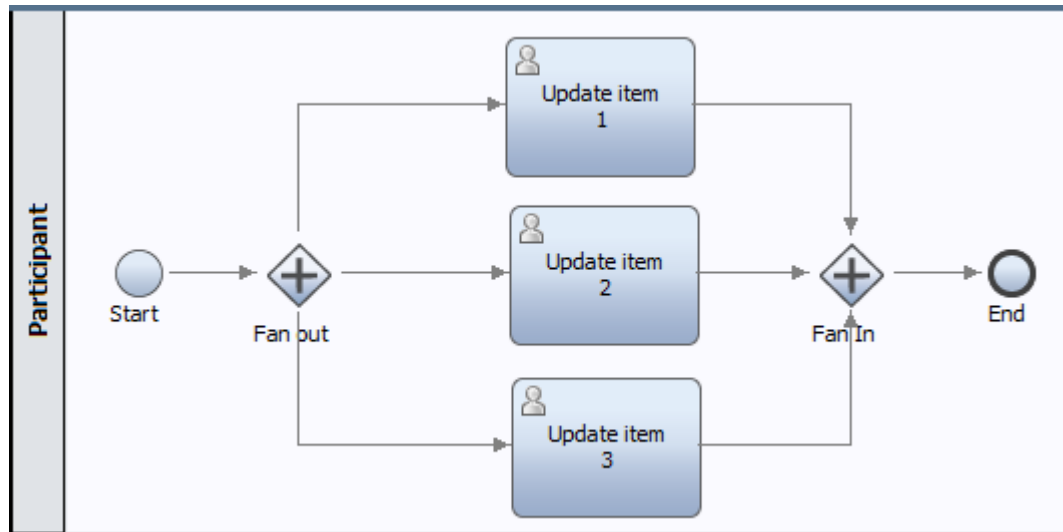 Participant
Start
Fan out
Update item
1
Update item
2
Update item
3
Fan In
End